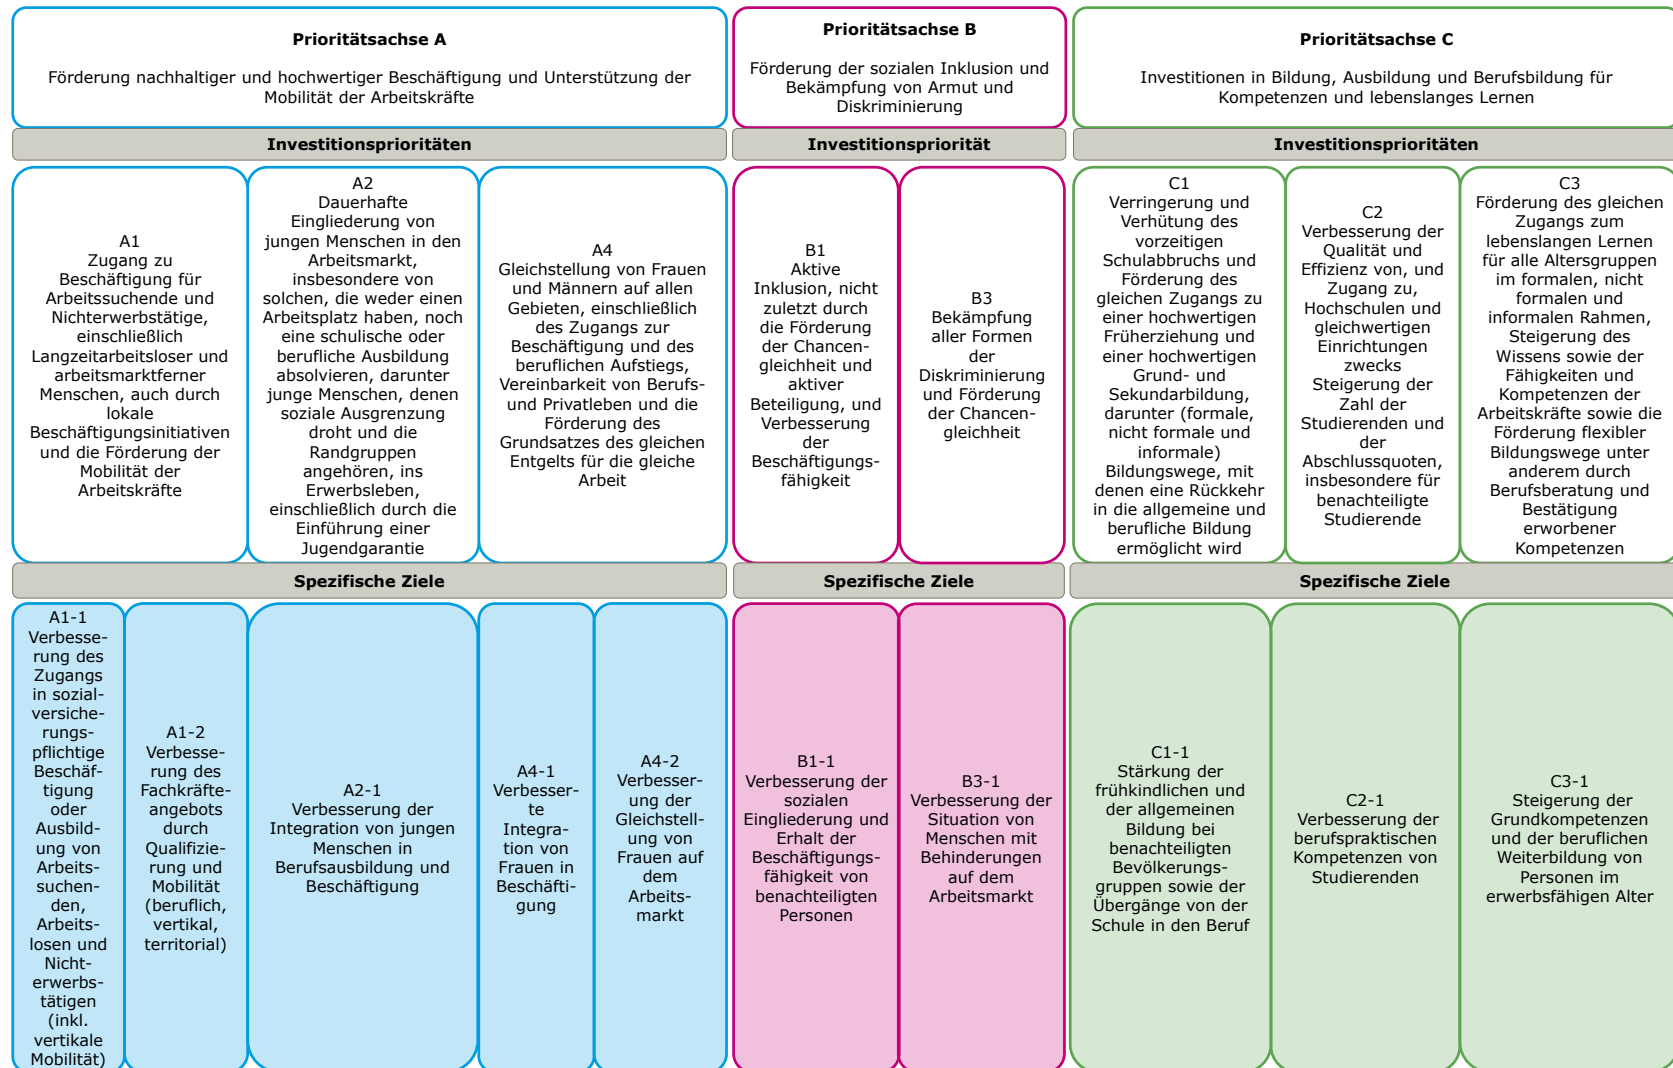 Prioritätsachse A
Förderung nachhaltiger und hochwertiger Beschäftigung und Unterstützung der
Mobilität der Arbeitskräfte
Prioritätsachse B
Förderung der sozialen Inklusion und
Bekämpfung von Armut und
Diskriminierung
Prioritätsachse C
Investitionen in Bildung, Ausbildung und Berufsbildung für
Kompetenzen und lebenslanges Lernen
Investitionsprioritäten
Investitionspriorität
Investitionsprioritäten
A1
Zugang zu
Beschäftigung für
Arbeitssuchende und
Nichterwerbstätige,
einschließlich
Langzeitarbeitsloser und
arbeitsmarktferner
Menschen, auch durch
lokale
Beschäftigungsinitiativen
und die Förderung der
Mobilität der
Arbeitskräfte
A2
Dauerhafte
Eingliederung von
jungen Menschen in den
Arbeitsmarkt,
insbesondere von
solchen, die weder einen
Arbeitsplatz haben, noch
eine schulische oder
berufliche Ausbildung
absolvieren, darunter
junge Menschen, denen
soziale Ausgrenzung
droht und die
Randgruppen
angehören, ins
Erwerbsleben,
einschließlich durch die
Einführung einer
Jugendgarantie
A4
Gleichstellung von Frauen
und Männern auf allen
Gebieten, einschließlich
des Zugangs zur
Beschäftigung und des
beruflichen Aufstiegs,
Vereinbarkeit von Berufs-
und Privatleben und die
Förderung des
Grundsatzes des gleichen
Entgelts für die gleiche
Arbeit
B1
Aktive
Inklusion, nicht
zuletzt durch
die Förderung
der Chancen-
gleichheit und
aktiver
Beteiligung, und
Verbesserung
der
Beschäftigungs-
fähigkeit
B3
Bekämpfung
aller Formen
der
Diskriminierung
und Förderung
der Chancen-
gleichheit
C1
Verringerung und
Verhütung des
vorzeitigen
Schulabbruchs und
Förderung des
gleichen Zugangs zu
einer hochwertigen
Früherziehung und
einer hochwertigen
Grund- und
Sekundarbildung,
darunter (formale,
nicht formale und
informale)
Bildungswege, mit
denen eine Rückkehr
in die allgemeine und
berufliche Bildung
ermöglicht wird
C2
Verbesserung der
Qualität und
Effizienz von, und
Zugang zu,
Hochschulen und
gleichwertigen
Einrichtungen
zwecks
Steigerung der
Zahl der
Studierenden und
der
Abschlussquoten,
insbesondere für
benachteiligte
Studierende
C3
Förderung des gleichen
Zugangs zum
lebenslangen Lernen
für alle Altersgruppen
im formalen, nicht
formalen und
informalen Rahmen,
Steigerung des
Wissens sowie der
Fähigkeiten und
Kompetenzen der
Arbeitskräfte sowie die
Förderung flexibler
Bildungswege unter
anderem durch
Berufsberatung und
Bestätigung
erworbener
Kompetenzen
Spezifische Ziele
Spezifische Ziele
Spezifische Ziele
A1-1
Verbesse-
rung des
Zugangs
in sozial-
versiche-
rungs-
pflichtige
Beschäf-
tigung
oder
Ausbild-
ung von
Arbeits-
suchen-
den,
Arbeits-
losen und
Nicht-
erwerbs-
tätigen
(inkl.
vertikale
Mobilität)
A1-2
Verbesse-
rung des
Fachkräfte-
angebots
durch
Qualifizie-
rung und
Mobilität
(beruflich,
vertikal,
territorial)
A2-1
Verbesserung der
Integration von jungen
Menschen in
Berufsausbildung und
Beschäftigung
A4-1
Verbesser-
te
Integra-
tion von
Frauen in
Beschäfti-
gung
A4-2
Verbesser-
ung der
Gleichstell-
ung von
Frauen auf
dem
Arbeits-
markt
B1-1
Verbesserung der
sozialen
Eingliederung und
Erhalt der
Beschäftigungs-
fähigkeit von
benachteiligten
Personen
B3-1
Verbesserung der
Situation von
Menschen mit
Behinderungen
auf dem
Arbeitsmarkt
C1-1
Stärkung der
frühkindlichen und
der allgemeinen
Bildung bei
benachteiligten
Bevölkerungs-
gruppen sowie der
Übergänge von der
Schule in den Beruf
C2-1
Verbesserung der
berufspraktischen
Kompetenzen von
Studierenden
C3-1
Steigerung der
Grundkompetenzen
und der beruflichen
Weiterbildung von
Personen im
erwerbsfähigen Alter